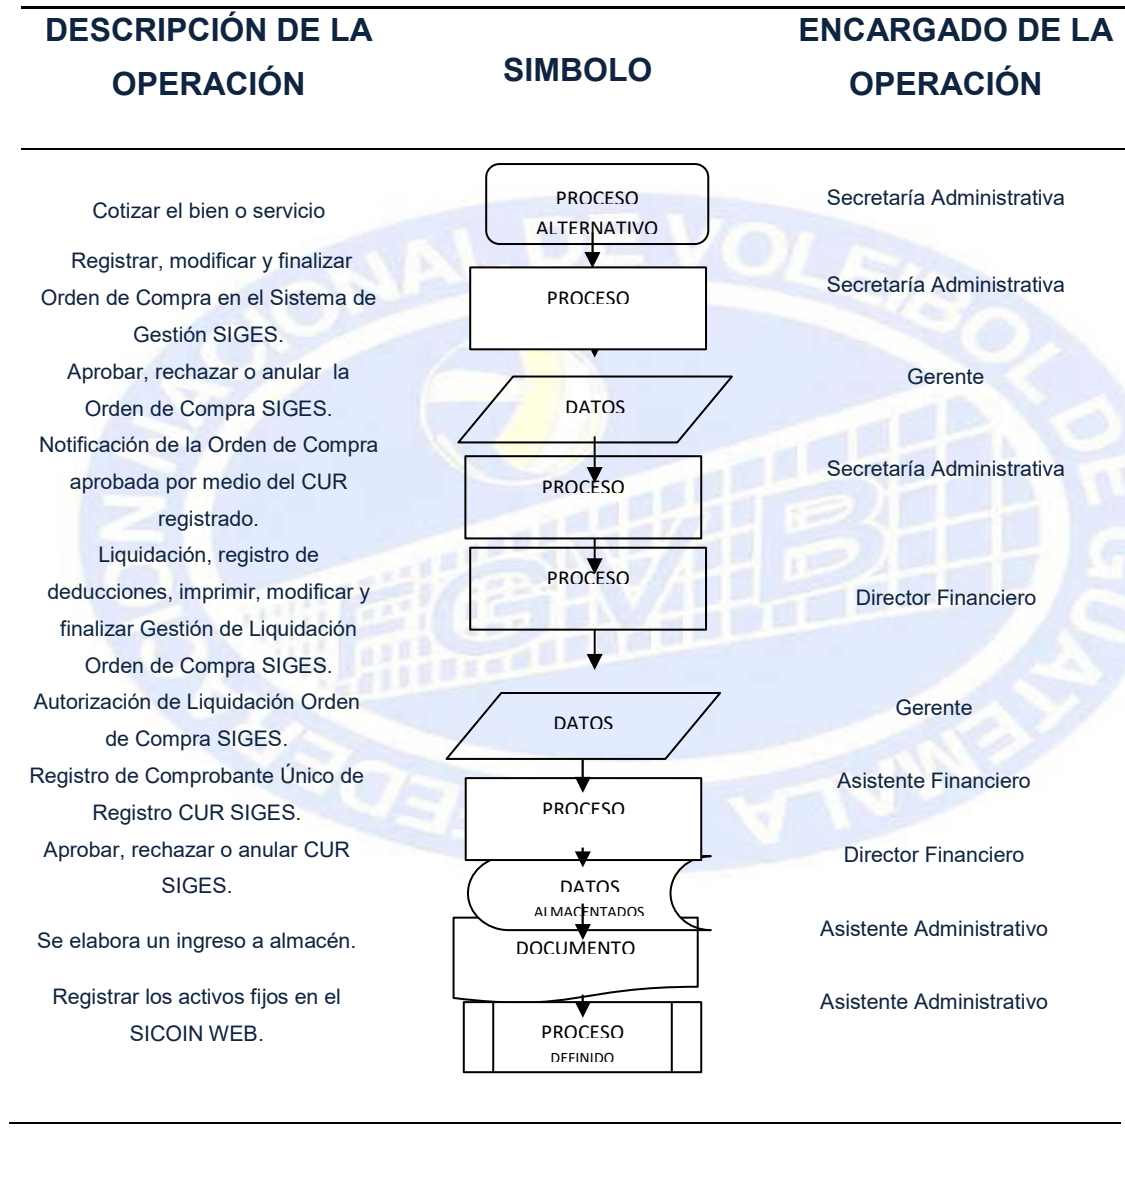 DESCRIPCIÓN DE LA
OPERACIÓN
SIMBOLO
ENCARGADO DE LA
OPERACIÓN
Cotizar el bien o servicio
PROCESO
ALTERNATIVO
Secretaría Administrativa
Registrar, modificar y finalizar
Orden de Compra en el Sistema de
Gestión SIGES.
PROCESO
Secretaría Administrativa
Aprobar, rechazar o anular la
Orden de Compra SIGES.
DATOS
Gerente
Notificación de la Orden de Compra
aprobada por medio del CUR
registrado.
PROCESO
Secretaría Administrativa
Liquidación, registro de
deducciones, imprimir, modificar y
finalizar Gestión de Liquidación
Orden de Compra SIGES.
PROCESO
Director Financiero
Autorización de Liquidación Orden
de Compra SIGES.
DATOS
Gerente
Registro de Comprobante Único de
Registro CUR SIGES.
PROCESO
Asistente Financiero
Aprobar, rechazar o anular CUR
SIGES.
DATOS
ALMACENTADOS
Director Financiero
Se elabora un ingreso a almacén.
DOCUMENTO
Asistente Administrativo
Registrar los activos fijos en el
SICOIN WEB.
PROCESO
DEFINIDO
Asistente Administrativo
NACIONAL DE VOLEIBOL DE GUATEMALA